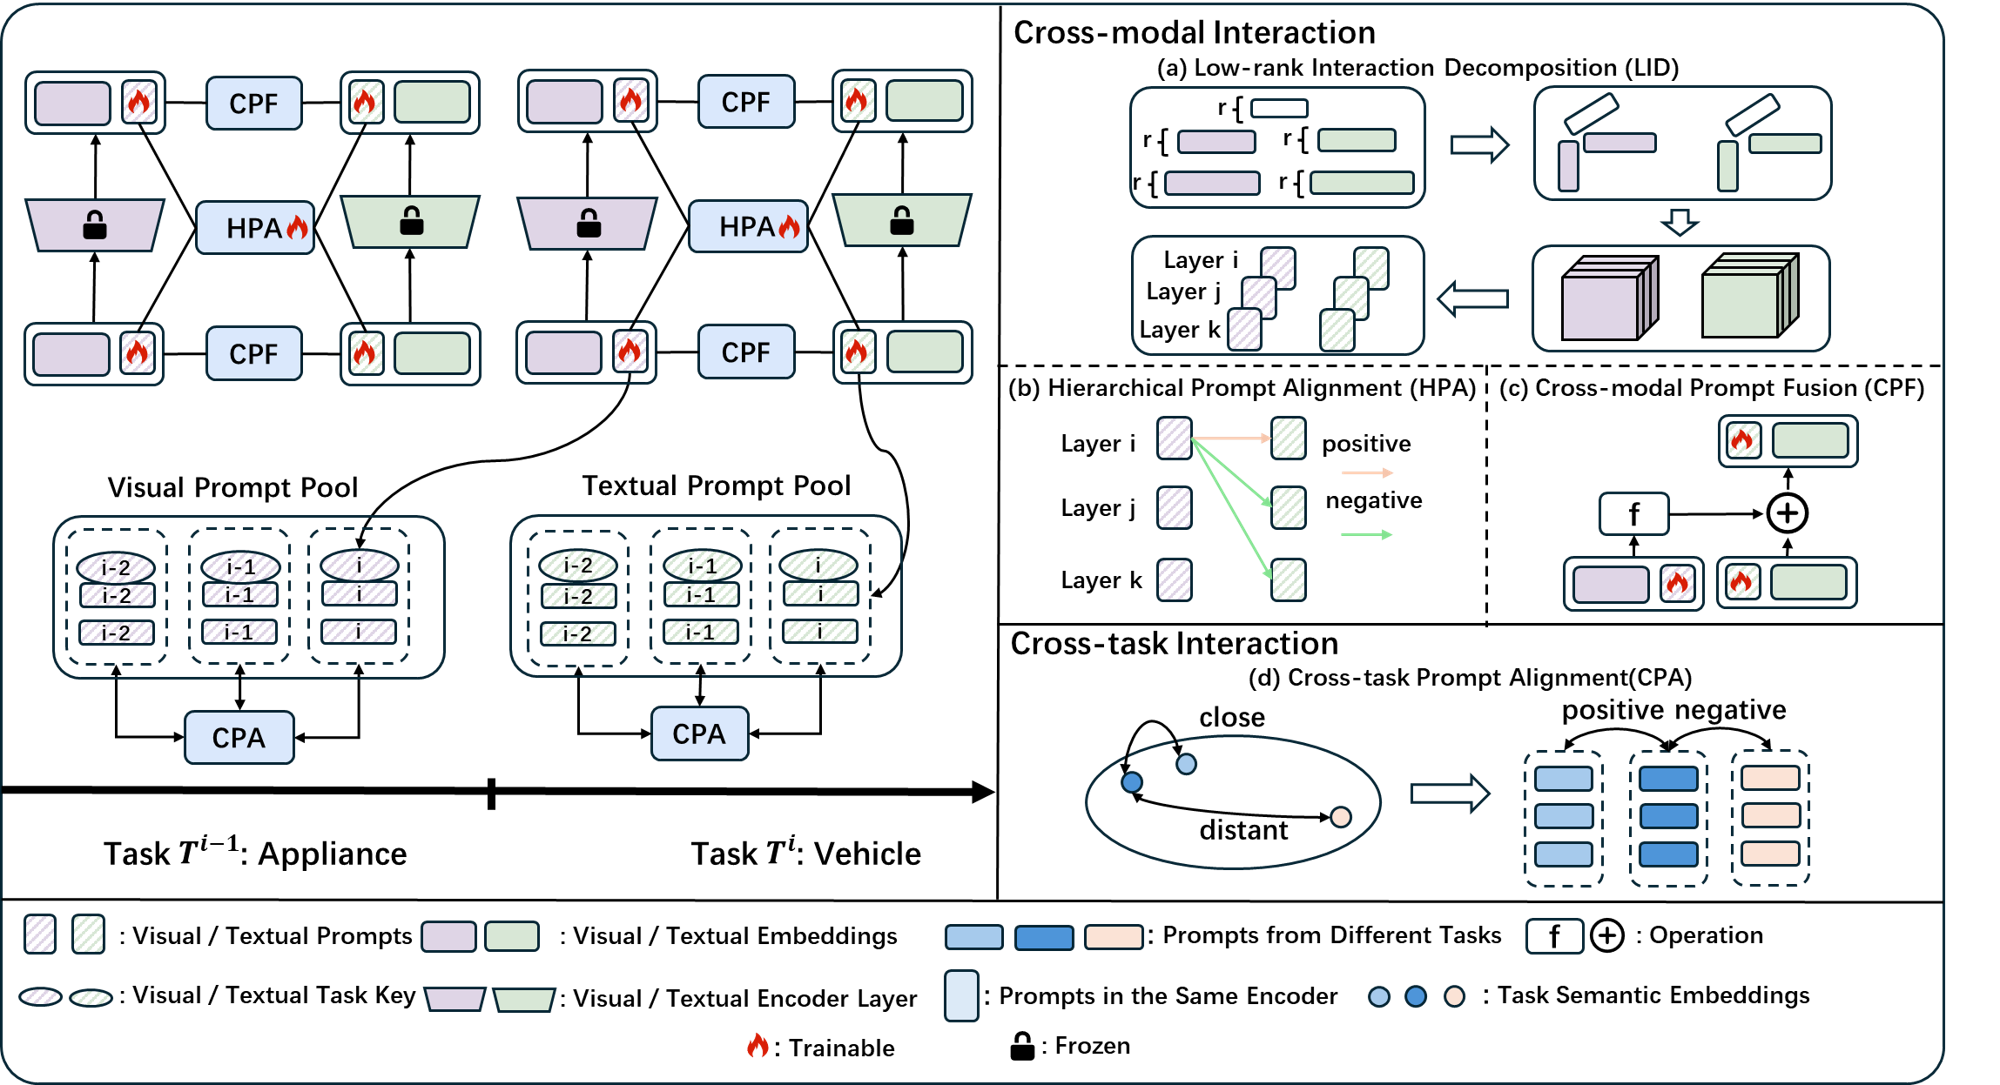 CPF
CPF
HPA
HPA
CPF
CPF
Visual Prompt Pool
Textual Prompt Pool
i-2
i-1
i
i-2
i-1
i
i-2
i-1
i
i-2
i-1
i
i-2
i-1
i
i-2
i-1
i
CPA
CPA
Task T^{i-1}: Appliance
Task T^i: Vehicle
Cross-modal Interaction
(a) Low-rank Interaction Decomposition (LID)
r{
r{
r{
r{
r{
Layer i
Layer j
Layer k
(b) Hierarchical Prompt Alignment (HPA)
Layer i
positive
negative
Layer j
Layer k
(c) Cross-modal Prompt Fusion (CPF)
f
+
Cross-task Interaction
(d) Cross-task Prompt Alignment(CPA)
close
distant
positive negative
: Visual / Textual Prompts
: Visual / Textual Embeddings
: Prompts from Different Tasks
f
+
: Operation
: Visual / Textual Task Key
: Visual / Textual Encoder Layer
: Prompts in the Same Encoder
: Task Semantic Embeddings
: Trainable
: Frozen